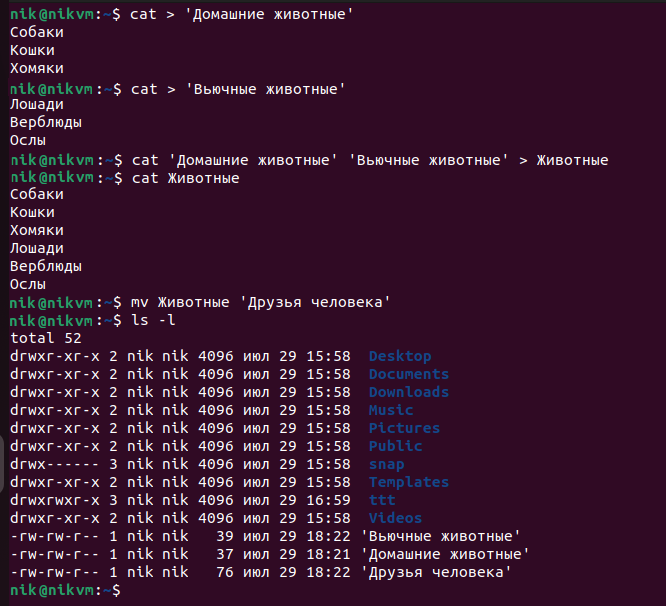 nik@nikvm:~$ cat > 'Домашние животные'
Собаки
Кошки
Хомяки
nik@nikvm:~$ cat > 'Вьючные животные'
Лошади
Верблюды
Ослы
nik@nikvm:~$ cat 'Домашние животные' 'Вьючные животные' > Животные
nik@nikvm:~$ cat Животные
Собаки
Кошки
Хомяки
Лошади
Верблюды
Ослы
nik@nikvm:~$ mv Животные 'Друзья человека'
nik@nikvm:~$ ls -l
total 52
drwxr-xr-x 2 nik nik 4096 июл 29 15:58  Desktop
drwxr-xr-x 2 nik nik 4096 июл 29 15:58  Documents
drwxr-xr-x 2 nik nik 4096 июл 29 15:58  Downloads
drwxr-xr-x 2 nik nik 4096 июл 29 15:58  Music
drwxr-xr-x 2 nik nik 4096 июл 29 15:58  Pictures
drwxr-xr-x 2 nik nik 4096 июл 29 15:58  Public
drwx------ 3 nik nik 4096 июл 29 15:58  snap
drwxr-xr-x 2 nik nik 4096 июл 29 15:58  Templates
drwxrwxr-x 3 nik nik 4096 июл 29 16:59  ttt
drwxr-xr-x 2 nik nik 4096 июл 29 15:58  Videos
-rw-rw-r-- 1 nik nik   39 июл 29 18:22 'Вьючные животные'
-rw-rw-r-- 1 nik nik   37 июл 29 18:21 'Домашние животные'
-rw-rw-r-- 1 nik nik   76 июл 29 18:22 'Друзья человека'
nik@nikvm:~$